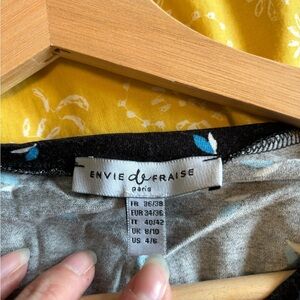 ENVIE de FRAISE
paris
FR 36/38
EUR 34/36
IT 40/42
UK 8/10
US 4/6